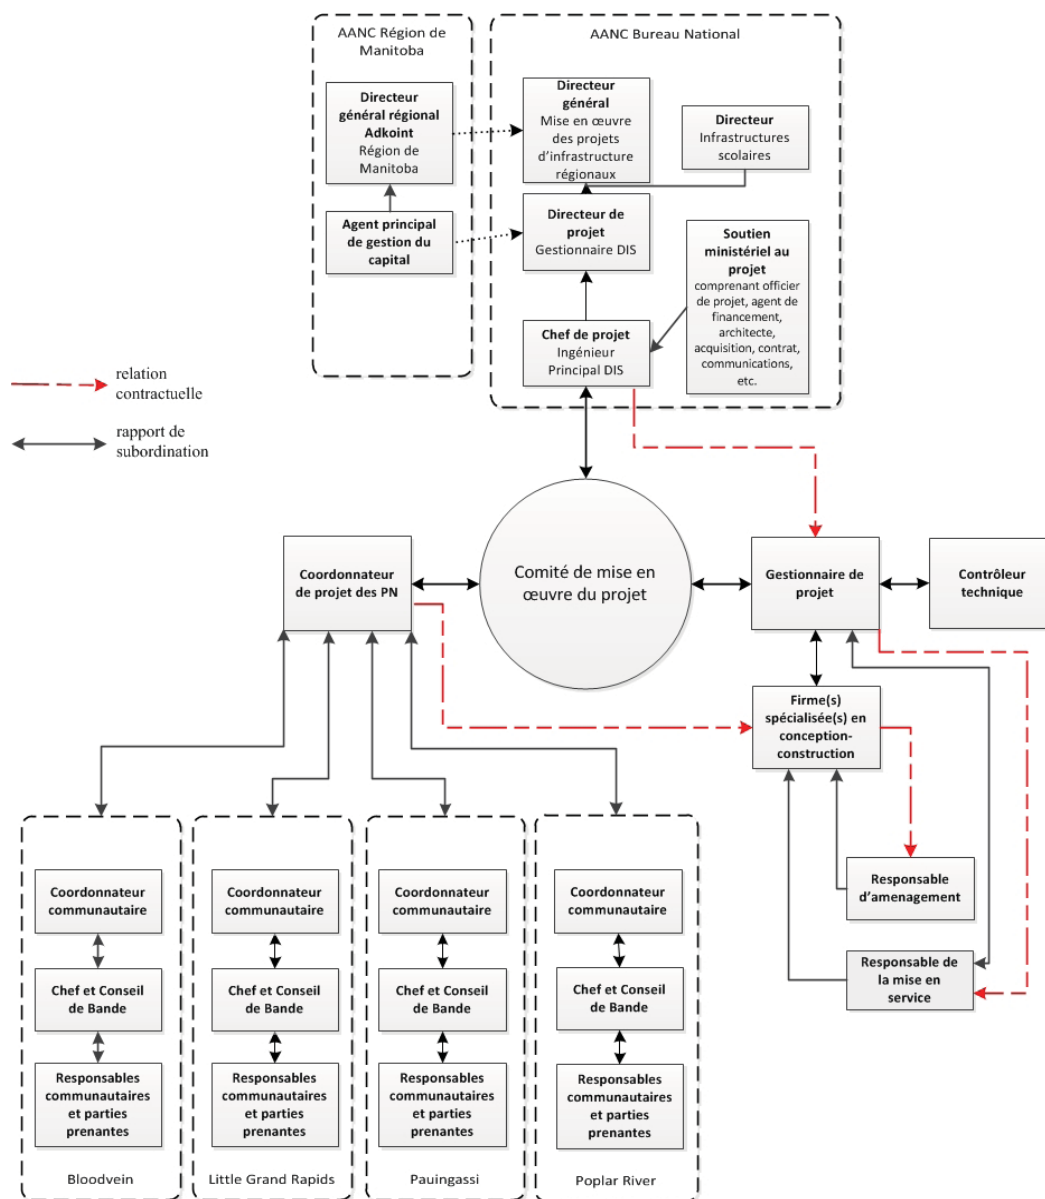 AANC Région de
Manitoba
AANC Bureau National
Directeur
général régional
Adkoint
Région de
Manitoba
Directeur
général
Mise en œuvre
des projets
d'infrastructure
régionaux
Directeur
Infrastructures
scolaires
Agent principal
de gestion du
capital
Directeur de
projet
Gestionnaire DIS
Soutien
ministériel au
projet
comprenant officier
de projet, agent de
financement,
architecte,
acquisition, contrat,
communications,
etc.
Chef de projet
Ingénieur
Principal DIS
relation
contractuelle
rapport de
subordination
Coordonnateur
de projet des PN
Comité de mise en
œuvre du projet
Gestionnaire de
projet
Contrôleur
technique
Firme(s)
spécialisée(s) en
conception-
construction
Responsable
d'amenagement
Responsable de
la mise en
service
Coordonnateur
communautaire
Chef et Conseil
de Bande
Responsables
communautaires
et parties
prenantes
Bloodvein
Coordonnateur
communautaire
Chef et Conseil
de Bande
Responsables
communautaires
et parties
prenantes
Little Grand Rapids
Coordonnateur
communautaire
Chef et Conseil
de Bande
Responsables
communautaires
et parties
prenantes
Pauingassi
Coordonnateur
communautaire
Chef et Conseil
de Bande
Responsables
communautaires
et parties
prenantes
Poplar River